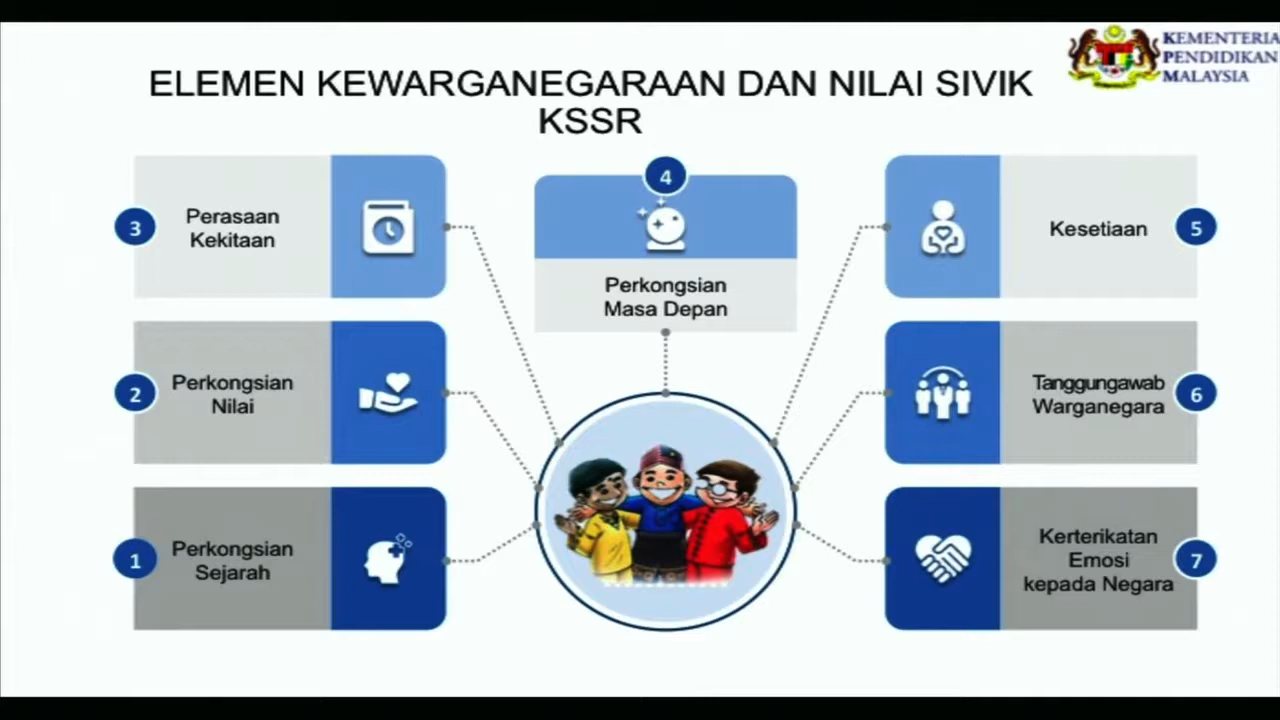 KEMENTERIA
PENDIDIKAN
MALAYSIA
ELEMEN KEWARGANEGARAAN DAN NILAI SIVIK
KSSR
3
Perasaan
Kekitaan
2
Perkongsian
Nilai
1
Perkongsian
Sejarah
4
Perkongsian
Masa Depan
Kesetiaan
5
Tanggungawab
Warganegara
6
Kerterikatan
Emosi
kepada Negara
7